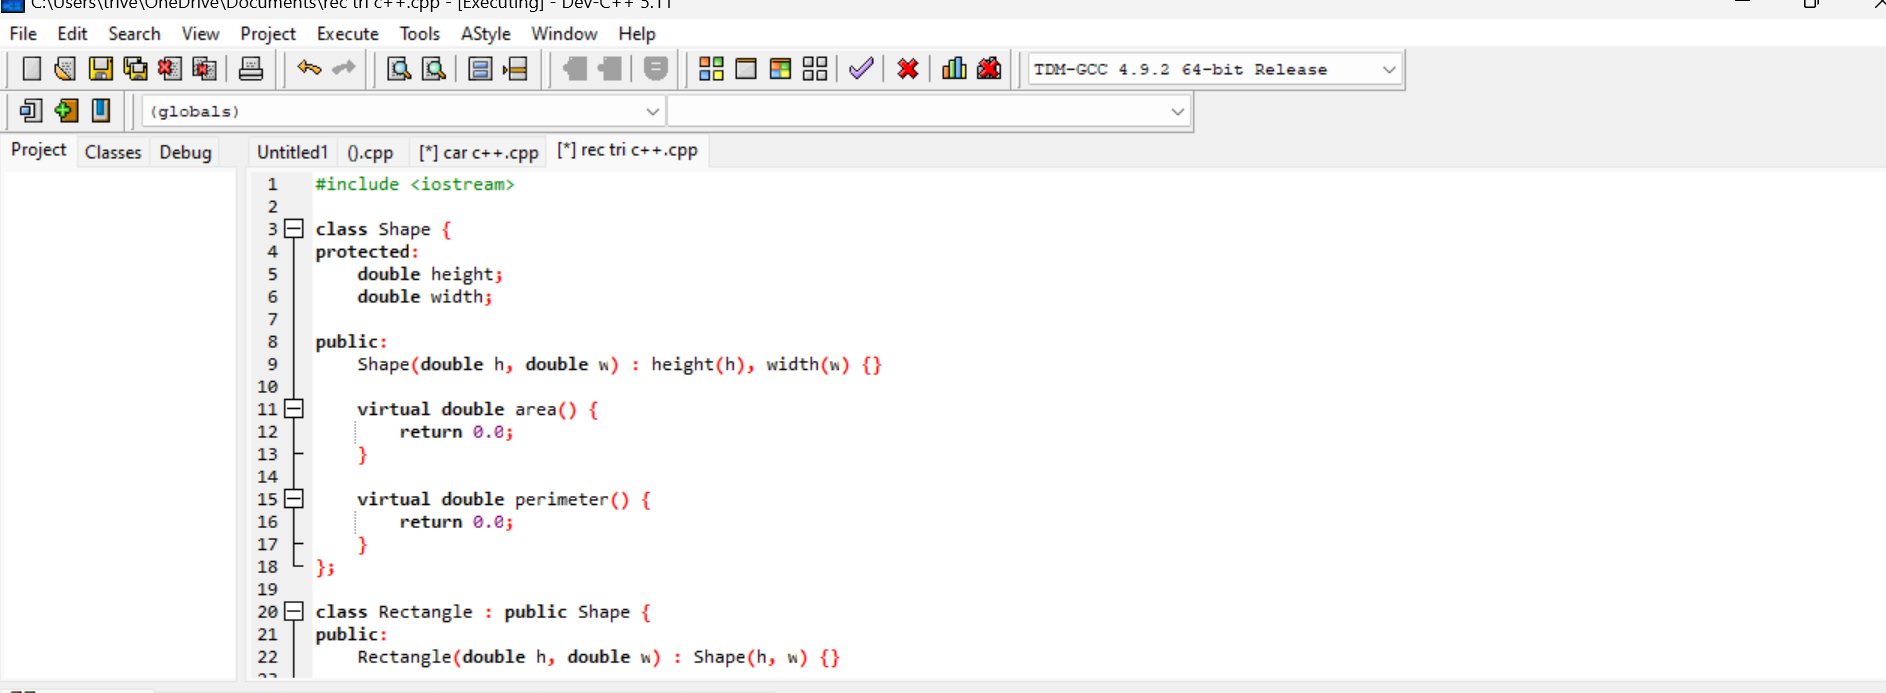 C:\Users\trive\OneDrive\Documents\rec tri c++.cpp - [Executing] - Dev-C++ 5.11
File Edit Search View Project Execute Tools AStyle Window Help
TDM-GCC 4.9.2 64-bit Release
(globals)
Project Classes Debug
Untitled1 ().cpp [*] car c++.cpp [*] rec tri c++.cpp
1 #include <iostream>
2
3 class Shape {
4 protected:
5     double height;
6     double width;
7
8 public:
9     Shape(double h, double w) : height(h), width(w) {}
10
11     virtual double area() {
12         return 0.0;
13     }
14
15     virtual double perimeter() {
16         return 0.0;
17     }
18 };
19
20 class Rectangle : public Shape {
21 public:
22     Rectangle(double h, double w) : Shape(h, w) {}